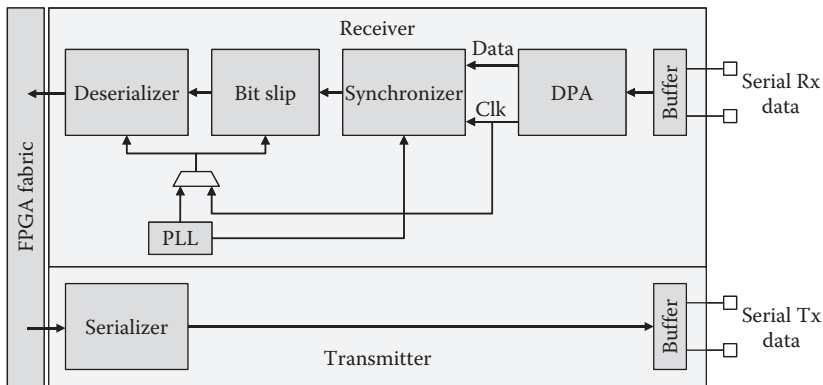 Receiver
Data
Deserializer
Bit slip
Synchronizer
DPA
Buffer
Serial Rx
data
Clk
FPGA fabric
PLL
Serializer
Buffer
Serial Tx
data
Transmitter